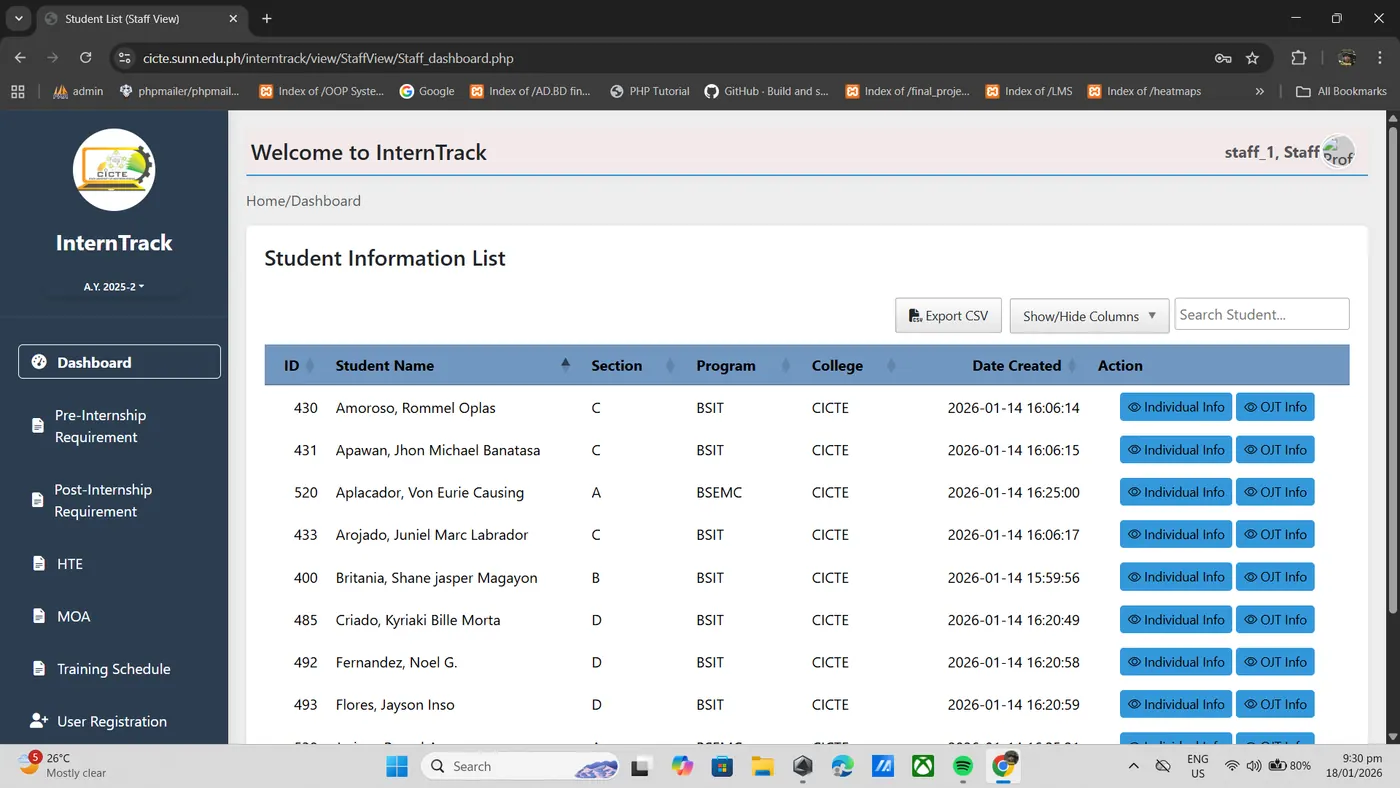 Student List (Staff View)
cicte.sunn.edu.ph/interntrack/view/StaffView/Staff_dashboard.php
admin
phpmailer/phpmail...
Index of /OOP Syste...
Google
Index of /AD.BD fin...
PHP Tutorial
GitHub - Build and s...
Index of /final_proje...
Index of /LMS
Index of /heatmaps
All Bookmarks
CICTE
InternTrack
A.Y. 2025-2
Dashboard
Pre-Internship
Requirement
Post-Internship
Requirement
HTE
MOA
Training Schedule
User Registration
Welcome to InternTrack
staff_1, Staff
Prof
Home/Dashboard
Student Information List
Export CSV
Show/Hide Columns
Search Student...
ID Student Name Section Program College Date Created Action
430 Amoroso, Rommel Oplas C BSIT CICTE 2026-01-14 16:06:14 Individual Info OJT Info
431 Apawan, Jhon Michael Banatasa C BSIT CICTE 2026-01-14 16:06:15 Individual Info OJT Info
520 Aplacador, Von Eurie Causing A BSEMC CICTE 2026-01-14 16:25:00 Individual Info OJT Info
433 Arojado, Juniel Marc Labrador C BSIT CICTE 2026-01-14 16:06:17 Individual Info OJT Info
400 Britania, Shane jasper Magayon B BSIT CICTE 2026-01-14 15:59:56 Individual Info OJT Info
485 Criado, Kyriaki Bille Morta D BSIT CICTE 2026-01-14 16:20:49 Individual Info OJT Info
492 Fernandez, Noel G. D BSIT CICTE 2026-01-14 16:20:58 Individual Info OJT Info
493 Flores, Jayson Inso D BSIT CICTE 2026-01-14 16:20:59 Individual Info OJT Info
5
26°C
Mostly clear
Search
ENG
US
80%
9:30 pm
18/01/2026